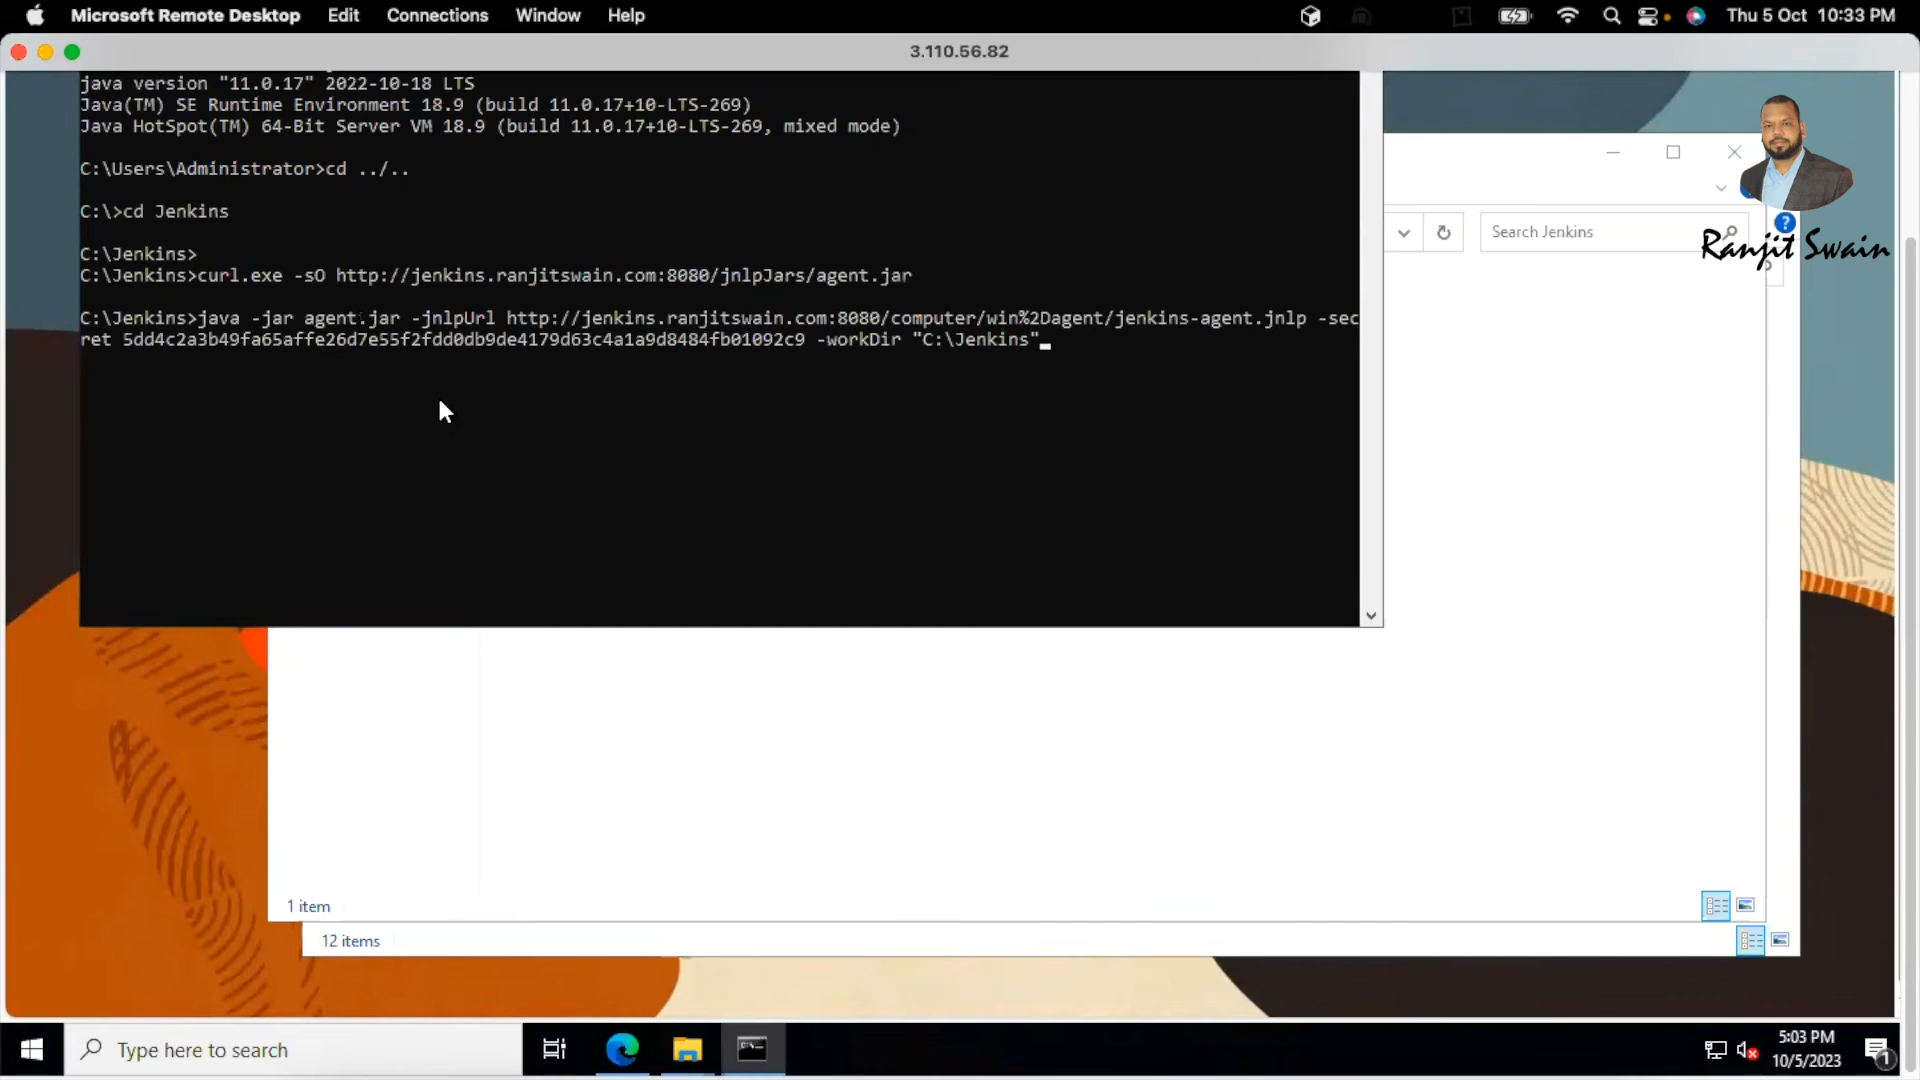 Microsoft Remote Desktop Edit Connections Window Help Thu 5 Oct 10:33 PM
3.110.56.82
java version "11.0.17" 2022-10-18 LTS
Java(TM) SE Runtime Environment 18.9 (build 11.0.17+10-LTS-269)
Java HotSpot(TM) 64-Bit Server VM 18.9 (build 11.0.17+10-LTS-269, mixed mode)
C:\Users\Administrator>cd ../..
C:\>cd Jenkins
C:\Jenkins>
C:\Jenkins>curl.exe -sO http://jenkins.ranjitswain.com:8080/jnlpJars/agent.jar
C:\Jenkins>java -jar agent.jar -jnlpUrl http://jenkins.ranjitswain.com:8080/computer/win%2Dagent/jenkins-agent.jnlp -sec
ret 5dd4c2a3b49fa65affe26d7e55f2fdd0db9de4179d63c4a1a9d8484fb01092c9 -workDir "C:\Jenkins"
Search Jenkins
?
Ranjit Swain
1 item
12 items
Type here to search
5:03 PM
10/5/2023
1